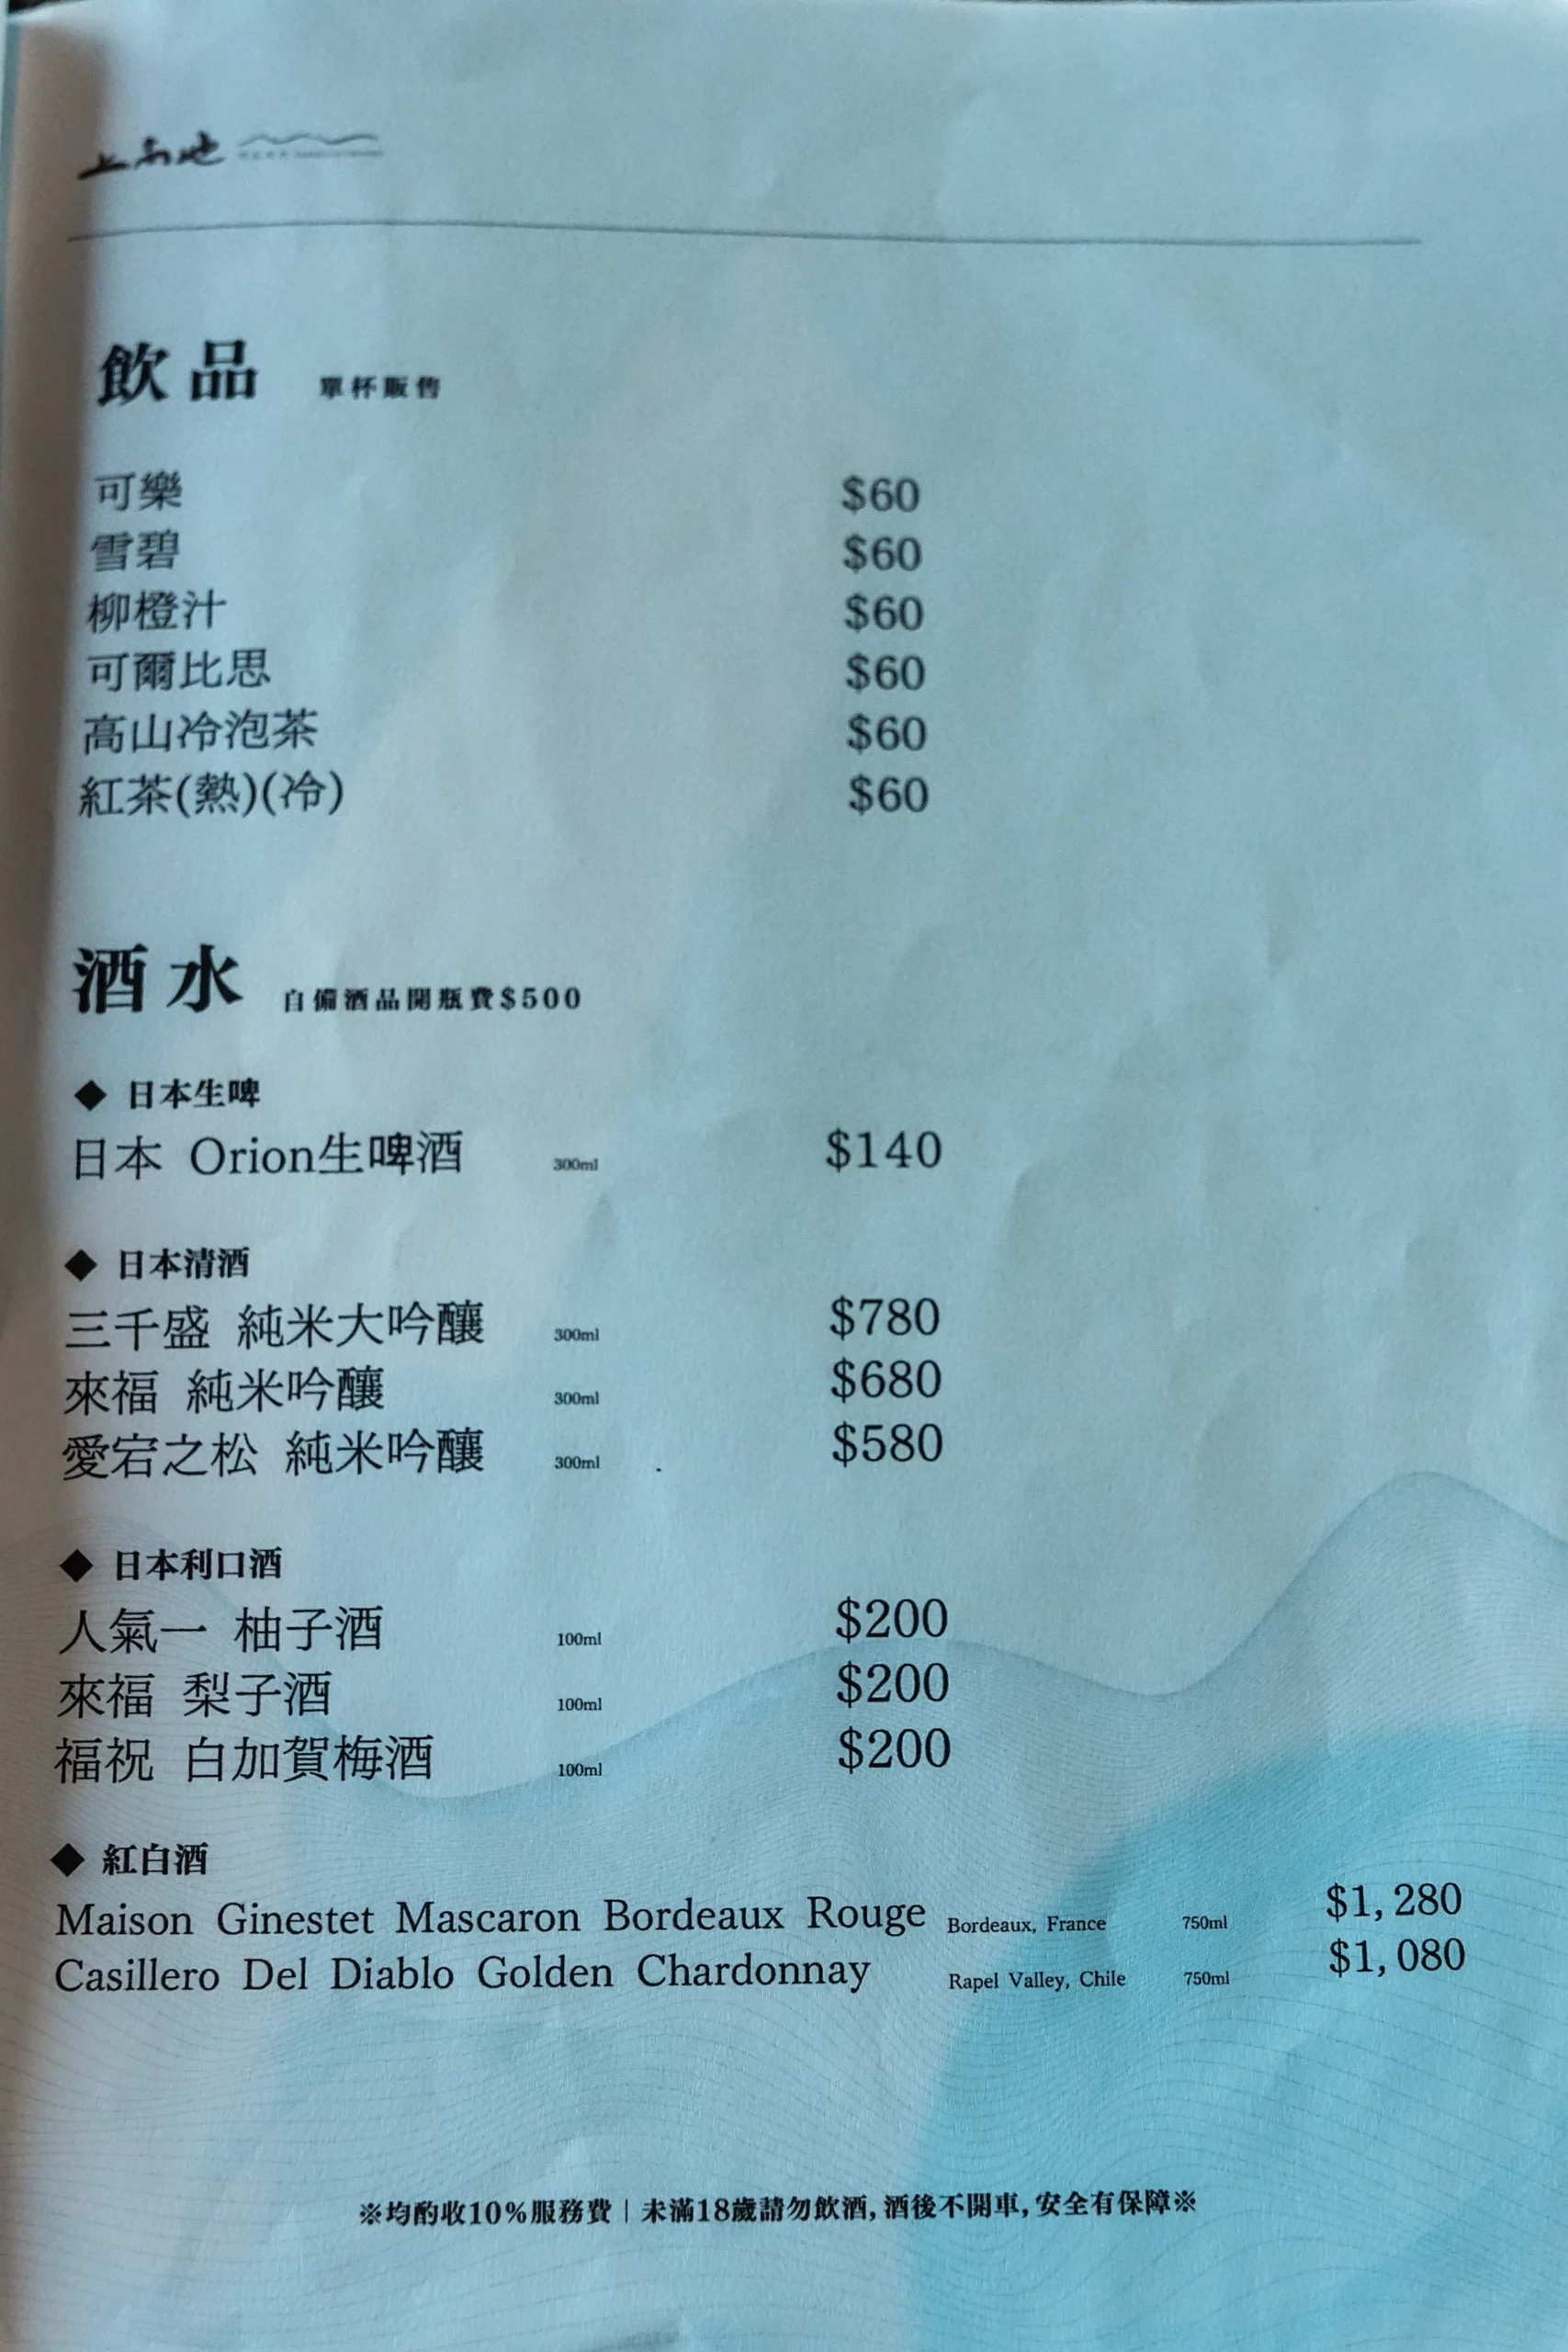 上高地
飲品 單杯販售
可樂 $60
雪碧 $60
柳橙汁 $60
可爾比思 $60
高山冷泡茶 $60
紅茶(熱)(冷) $60
酒水 自備酒品開瓶費$500
◆ 日本生啤
日本 Orion生啤酒 300ml $140
◆ 日本清酒
三千盛 純米大吟釀 300ml $780
來福 純米吟釀 300ml $680
愛宕之松 純米吟釀 300ml $580
◆ 日本利口酒
人氣一 柚子酒 100ml $200
來福 梨子酒 100ml $200
福祝 白加賀梅酒 100ml $200
◆ 紅白酒
Maison Ginestet Mascaron Bordeaux Rouge Bordeaux, France 750ml $1,280
Casillero Del Diablo Golden Chardonnay Rapel Valley, Chile 750ml $1,080
※均酌收10%服務費|未滿18歲請勿飲酒,酒後不開車,安全有保障※